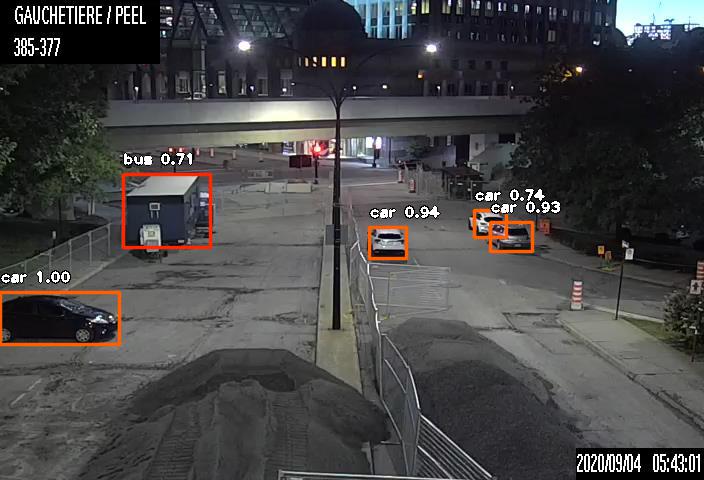 GAUCHETIERE / PEEL
385-377
bus 0.71
car 0.74
car 0.93
car 0.94
car 1.00
2020/09/04 05:43:01